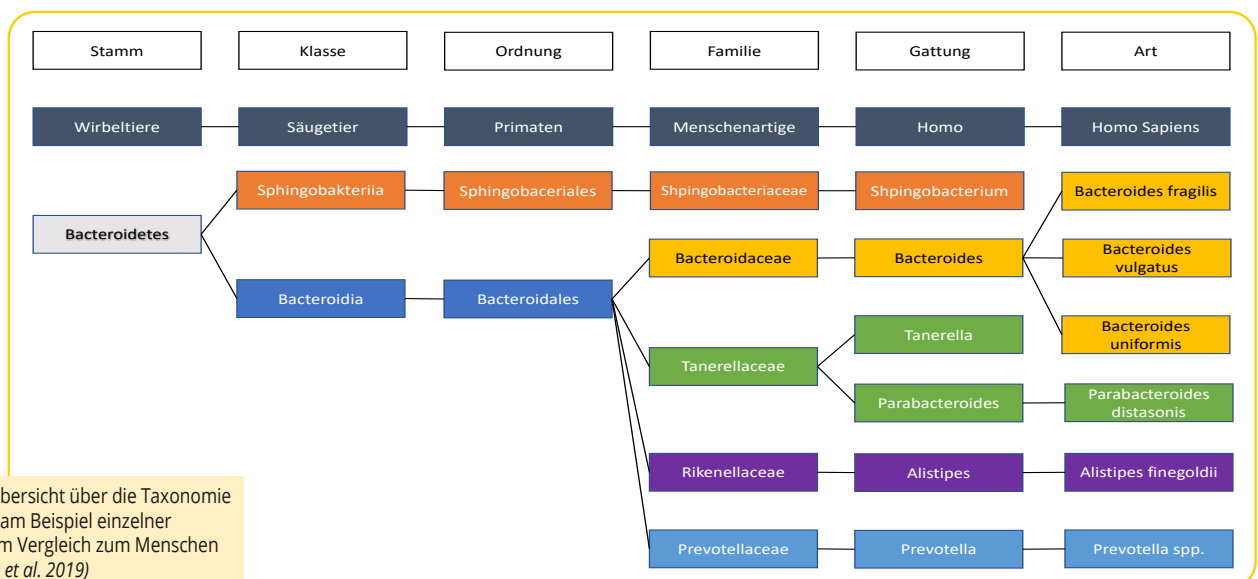 Stamm Klasse Ordnung Familie Gattung Art
Wirbeltiere Säugetier Primaten Menschenartige Homo Homo Sapiens
Sphingobakteriia Sphingobaceriales Shpingobacteriaceae Shpingobacterium Bacteroides fragilis
Bacteroidetes
Bacteroidaceae Bacteroides Bacteroides
vulgatus
Bacteroidia Bacteroidales
Tanerella Bacteroides
uniformis
Tanerellaceae
Parabacteroides Parabacteroides
distasonis
Rikenellaceae Alistipes Alistipes finegoldii
Prevotellaceae Prevotella Prevotella spp.
bersicht über die Taxonomie
am Beispiel einzelner
m Vergleich zum Menschen
et al. 2019)